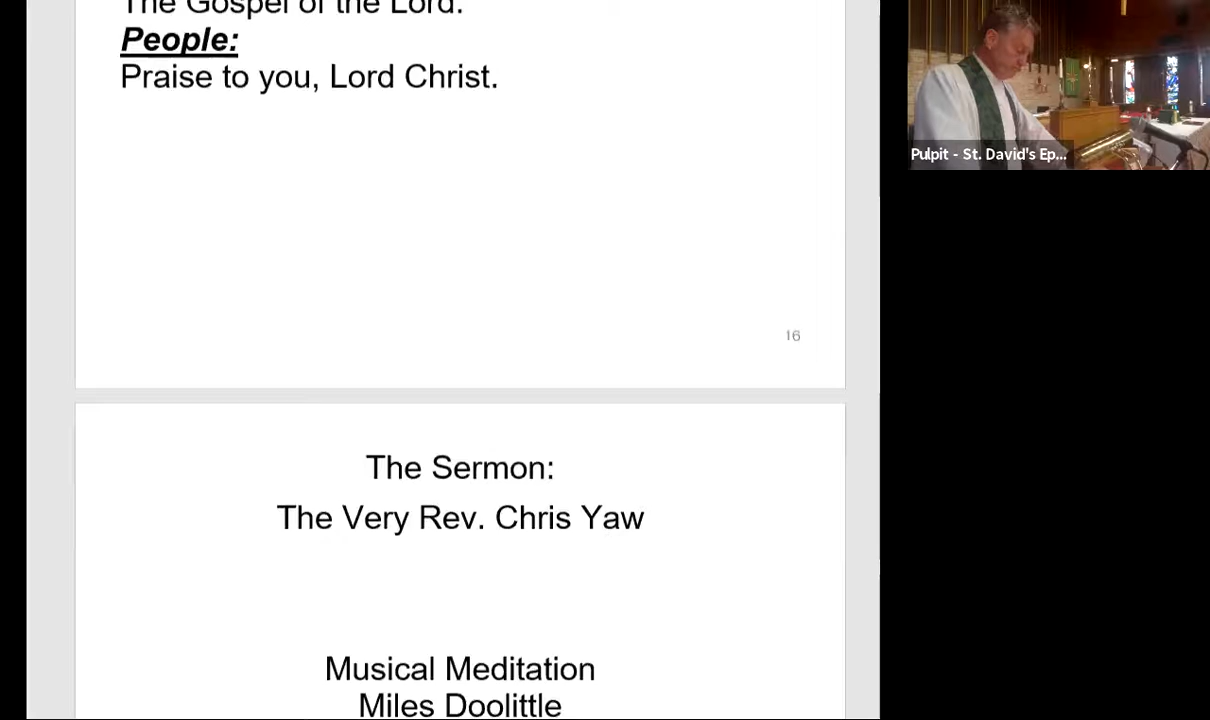 The Gospel of the Lord.
People:
Praise to you, Lord Christ.
16
The Sermon:
The Very Rev. Chris Yaw
Musical Meditation
Miles Doolittle
Pulpit - St. David's Ep...